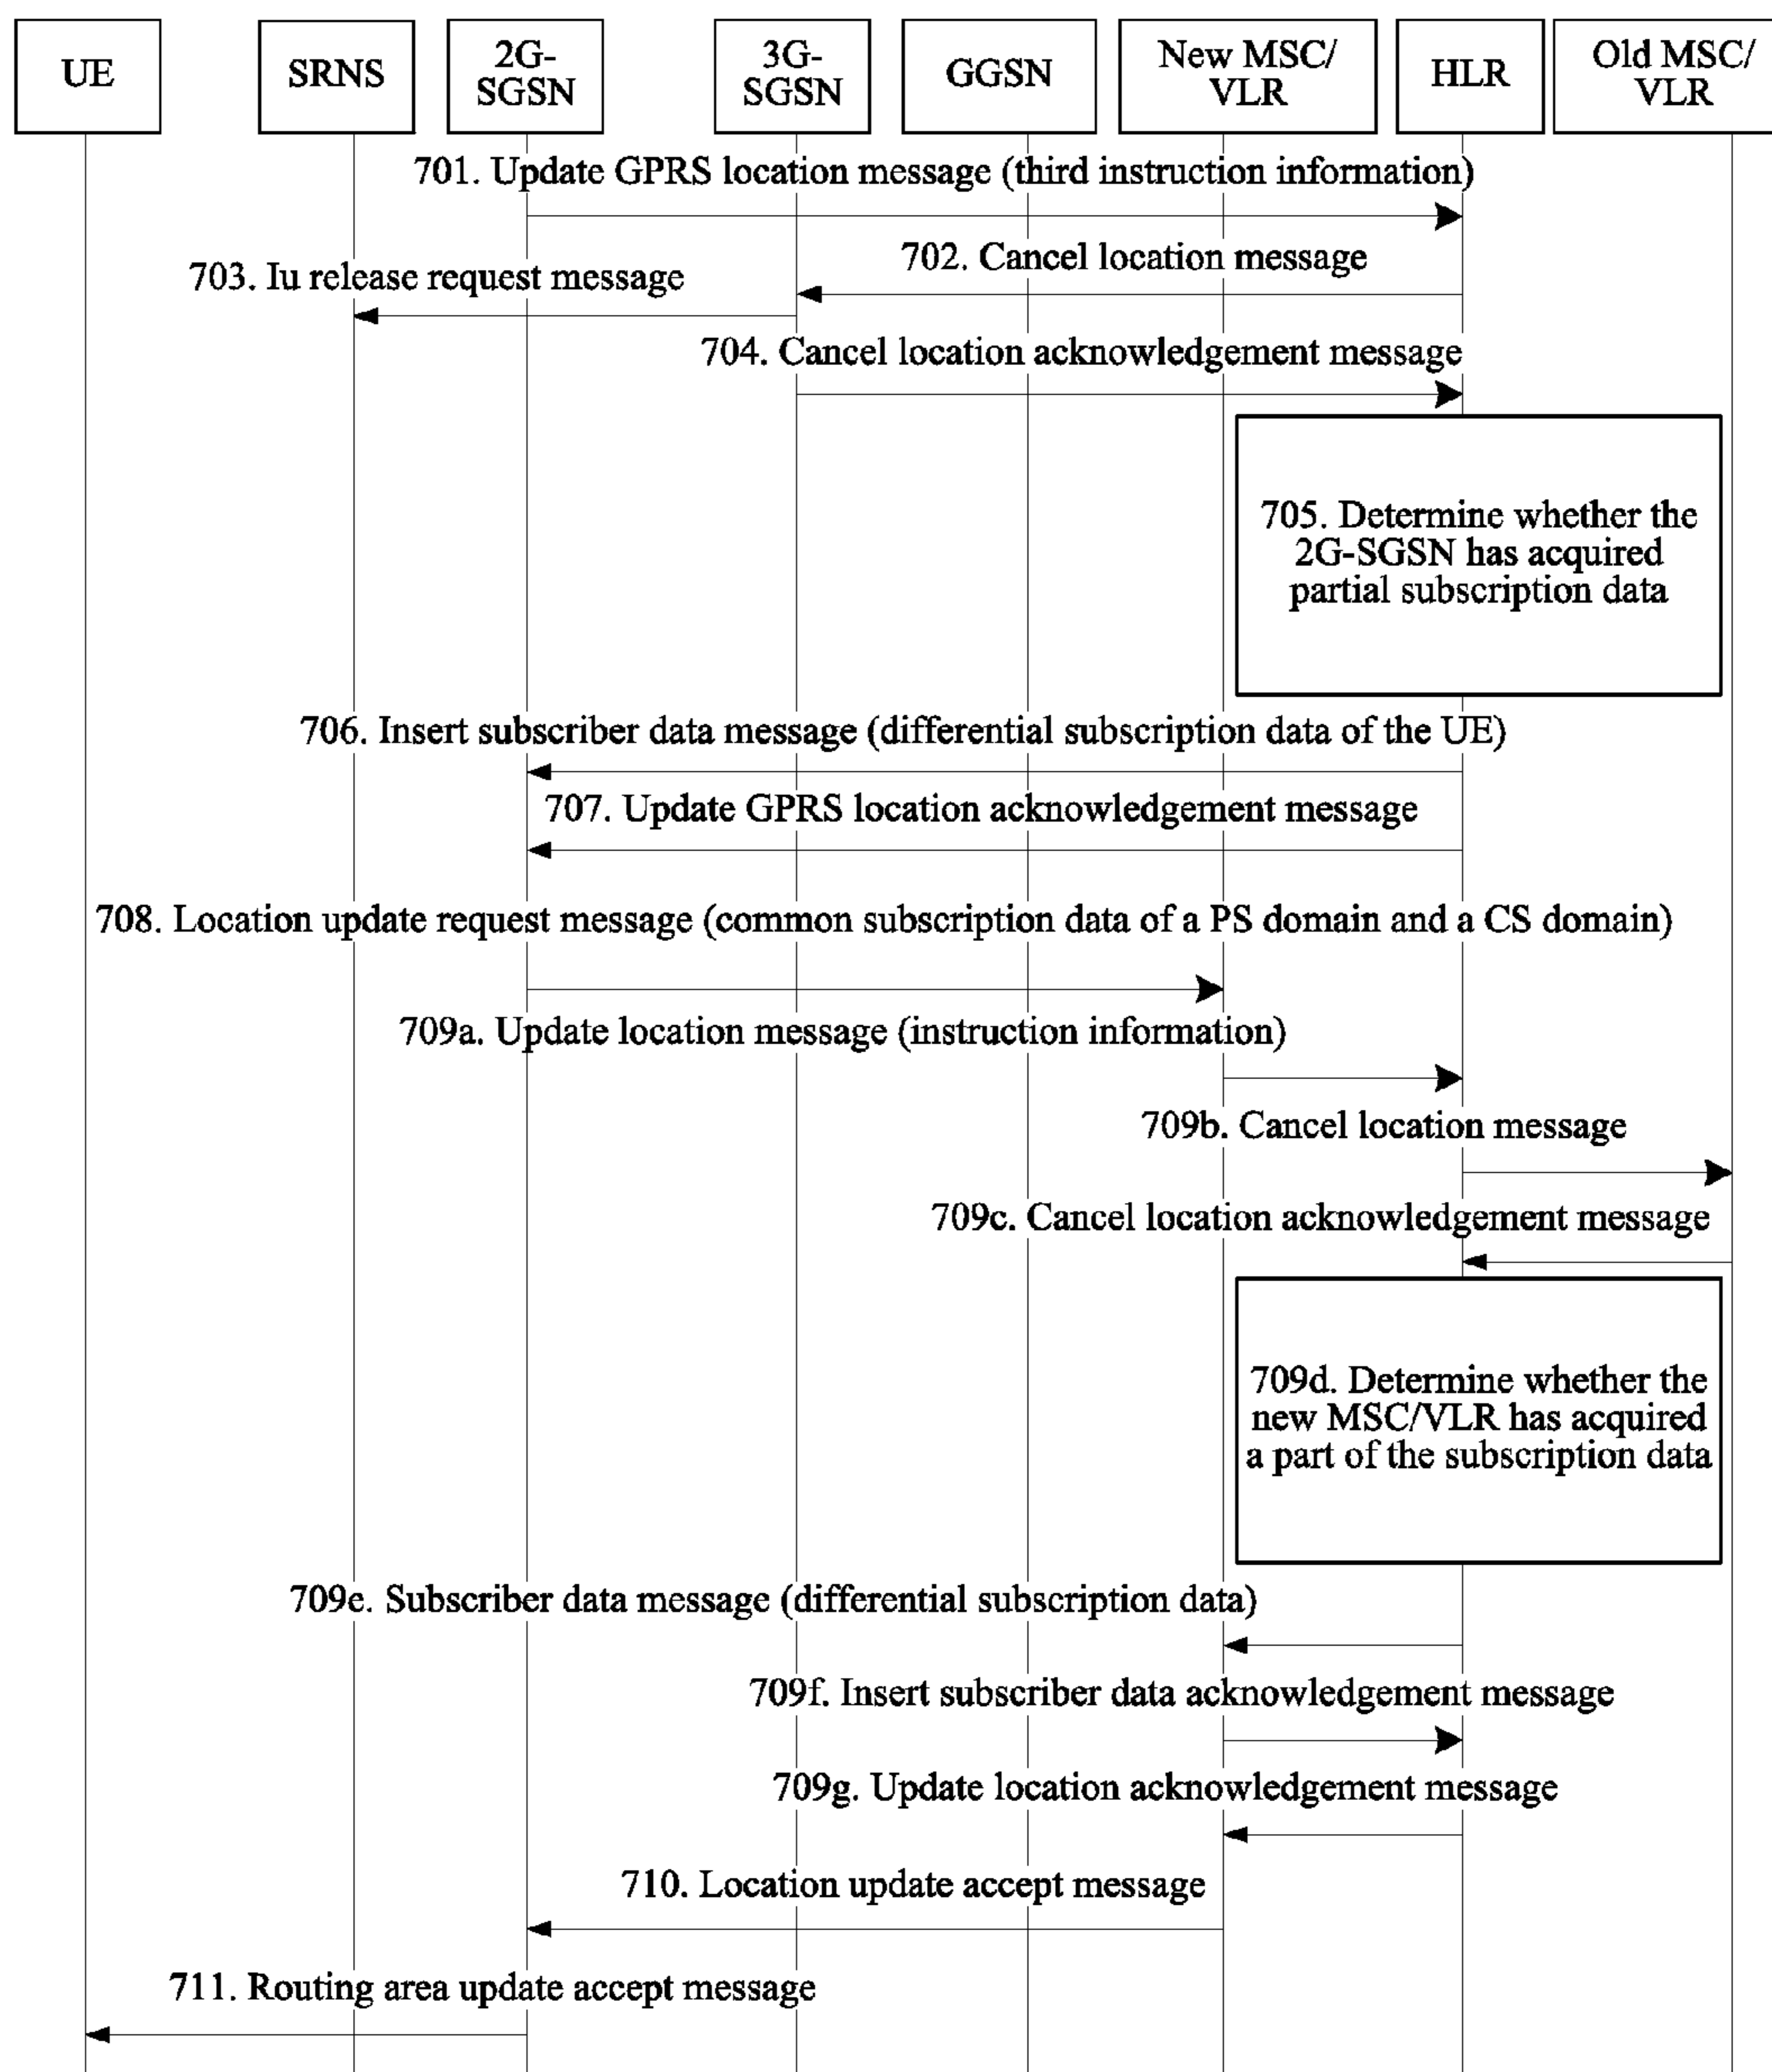 UE
SRNS
2G-
SGSN
3G-
SGSN
GGSN
New MSC/
VLR
HLR
Old MSC/
VLR
701. Update GPRS location message (third instruction information)
702. Cancel location message
703. Iu release request message
704. Cancel location acknowledgement message
705. Determine whether the
2G-SGSN has acquired
partial subscription data
706. Insert subscriber data message (differential subscription data of the UE)
707. Update GPRS location acknowledgement message
708. Location update request message (common subscription data of a PS domain and a CS domain)
709a. Update location message (instruction information)
709b. Cancel location message
709c. Cancel location acknowledgement message
709d. Determine whether the
new MSC/VLR has acquired
a part of the subscription data
709e. Subscriber data message (differential subscription data)
709f. Insert subscriber data acknowledgement message
709g. Update location acknowledgement message
710. Location update accept message
711. Routing area update accept message